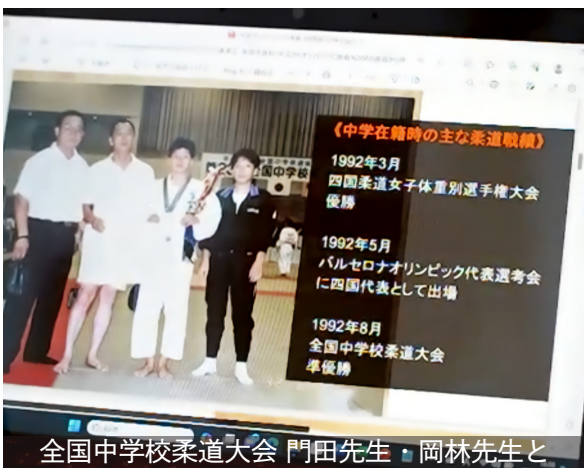 《中学在籍時の主な柔道戦績》
1992年3月
四国柔道女子体重別選手権大会
優勝
1992年5月
バルセロナオリンピック代表選考会
に四国代表として出場
1992年8月
全国中学校柔道大会
準優勝
国中学校
全国中学校柔道大会 門田先生・岡林先生と